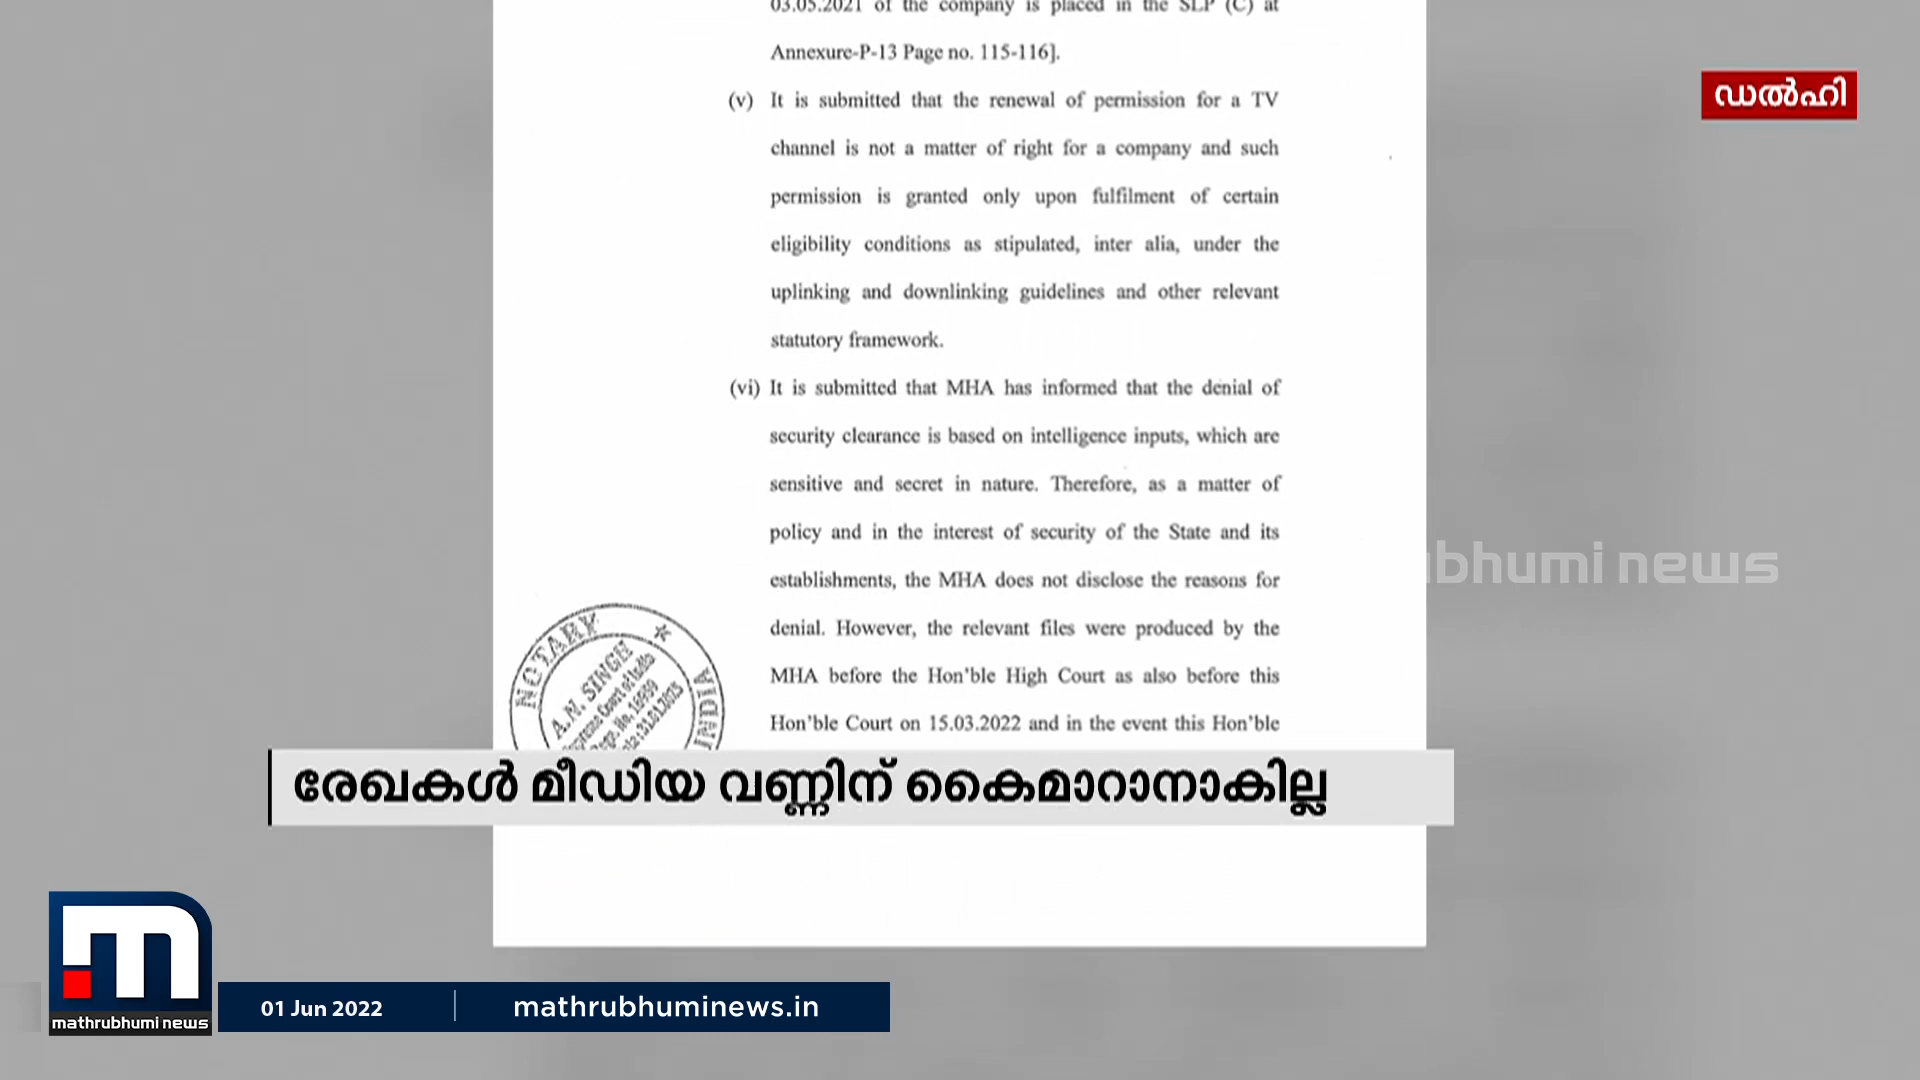 03.05.2021 of the company is placed in the SLP (C) at
Annexure-P-13 Page no. 115-116].
ഡൽഹി
(v) It is submitted that the renewal of permission for a TV
channel is not a matter of right for a company and such
permission is granted only upon fulfilment of certain
eligibility conditions as stipulated, inter alia, under the
uplinking and downlinking guidelines and other relevant
statutory framework.
(vi) It is submitted that MHA has informed that the denial of
security clearance is based on intelligence inputs, which are
sensitive and secret in nature. Therefore, as a matter of
policy and in the interest of security of the State and its
establishments, the MHA does not disclose the reasons for
denial. However, the relevant files were produced by the
MHA before the Hon'ble High Court as also before this
Hon'ble Court on 15.03.2022 and in the event this Hon'ble
ubhumi news
NOTARY
INDIA
A.N. SINGH
Supreme Court of India
രേഖകൾ മീഡിയ വണ്ണിന് കൈമാറാനാകില്ല
mathrubhumi news
01 Jun 2022
mathrubhuminews.in